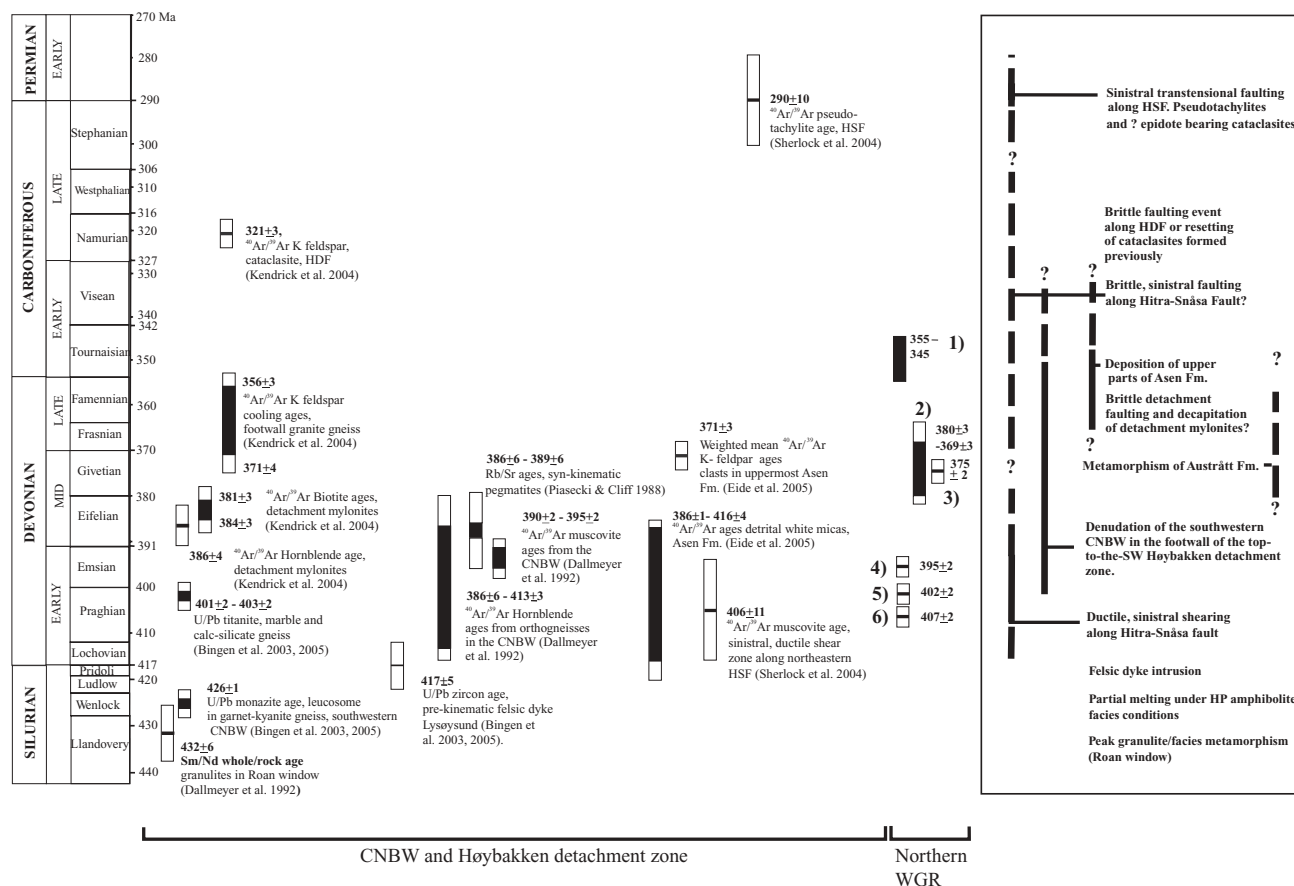 PERMIAN
EARLY
CARBONIFEROUS
LATE
EARLY
DEVONIAN
LATE
MID
EARLY
SILURIAN
Stephanian
Westphalian
Namurian
Visean
Tournaisian
Famennian
Frasnian
Givetian
Eifelian
Emsian
Praghian
Lochovian
Pridoli
Ludlow
Wenlock
Llandovery
270 Ma
280
290
300
306
310
316
320
327
330
340
342
350
360
370
380
391
400
410
417
420
430
440
321±3,
40Ar/39Ar K feldspar,
cataclasite, HDF
(Kendrick et al. 2004)
356±3
40Ar/39Ar K feldspar
cooling ages,
footwall granite gneiss
(Kendrick et al. 2004)
371±4
381±3
384±3
40Ar/39Ar Biotite ages,
detachment mylonites
(Kendrick et al. 2004)
386±4
40Ar/39Ar Hornblende age,
detachment mylonites
(Kendrick et al. 2004)
401±2 - 403±2
U/Pb titanite, marble and
calc-silicate gneiss
(Bingen et al. 2003, 2005)
426±1
U/Pb monazite age, leucosome
in garnet-kyanite gneiss, southwestern
CNBW (Bingen et al. 2003, 2005)
432±6
Sm/Nd whole/rock age
granulites in Roan window
(Dallmeyer et al. 1992)
417±5
U/Pb zircon age,
pre-kinematic felsic dyke
Lysøysund (Bingen et
al. 2003, 2005).
386±6 - 389±6
Rb/Sr ages, syn-kinematic
pegmatites (Piasecki & Cliff 1988)
390±2 - 395±2
40Ar/39Ar muscovite
ages from the
CNBW (Dallmeyer
et al. 1992)
386±6 - 413±3
40Ar/39Ar Hornblende
ages from orthogneisses
in the CNBW (Dallmeyer
et al. 1992)
290±10
40Ar/39Ar pseudo-
tachylite age, HSF
(Sherlock et al. 2004)
371±3
Weighted mean 40Ar/39Ar
K- feldpar ages
clasts in uppermost Asen
Fm. (Eide et al. 2005)
386±1- 416±4
40Ar/39Ar ages detrital white micas,
Asen Fm. (Eide et al. 2005)
406±11
40Ar/39Ar muscovite age,
sinistral, ductile shear
zone along northeastern
HSF (Sherlock et al. 2004)
355–
345
1)
2)
380±3
-369±3
375
± 2
3)
4)
395±2
5)
402±2
6)
407±2
CNBW and Høybakken detachment zone
Northern
WGR
Sinistral transtensional faulting
along HSF. Pseudotachylites
and ? epidote bearing cataclasites
?
Brittle faulting event
along HDF or resetting
of cataclasites formed
previously
?
?
Brittle, sinistral faulting
along Hitra-Snåsa Fault?
?
Deposition of upper
parts of Asen Fm.
Brittle detachment
faulting and decapitation
of detachment mylonites?
?
?
Metamorphism of Austrått Fm.
?
Denudation of the southwestern
CNBW in the footwall of the top-
to-the-SW Høybakken detachment
zone.
Ductile, sinistral shearing
along Hitra-Snåsa fault
Felsic dyke intrusion
Partial melting under HP amphibolite
facies conditions
Peak granulite/facies metamorphism
(Roan window)